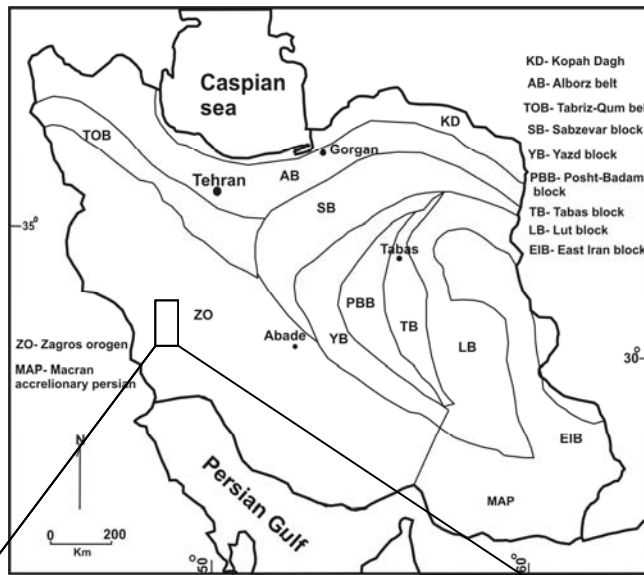 Caspian
sea
KD- Kopah Dagh
AB- Alborz belt
TOB- Tabriz-Qum bel
SB- Sabzevar block
YB- Yazd block
PBB- Posht-Badam
block
TB- Tabas block
LB- Lut block
EIB- East Iran block
KD
TOB
Gorgan
AB
Tehran
SB
35°
Tabas
PBB
ZO
TB
Abade
YB
LB
30
ZO- Zagros orogen
MAP- Macran
accrelionary persian
N
EIB
Persian Gulf
MAP
0 200
Km
50
60